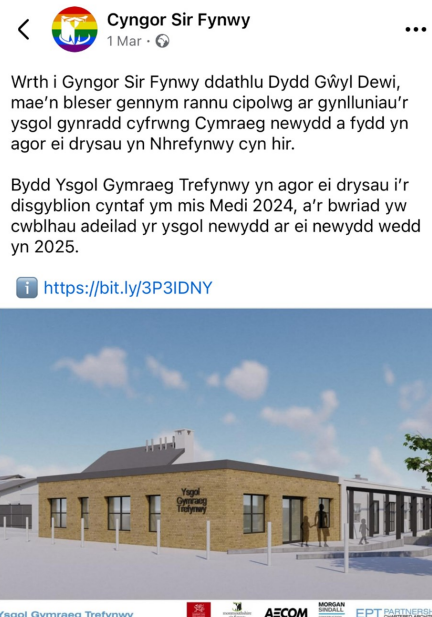 Cyngor Sir Fynwy
1 Mar ·
Wrth i Gyngor Sir Fynwy ddathlu Dydd Gŵyl Dewi,
mae'n bleser gennym rannu cipolwg ar gynlluniau'r
ysgol gynradd cyfrwng Cymraeg newydd a fydd yn
agor ei drysau yn Nhrefynwy cyn hir.
Bydd Ysgol Gymraeg Trefynwy yn agor ei drysau i'r
disgyblion cyntaf ym mis Medi 2024, a'r bwriad yw
cwblhau adeilad yr ysgol newydd ar ei newydd wedd
yn 2025.
https://bit.ly/3P3IDNY
Ysgol
Gymraeg
Trefynwy
Ysgol Gymraeg Trefynwy
AECOM
MORGAN
SINDALL
EPT PARTNERSH